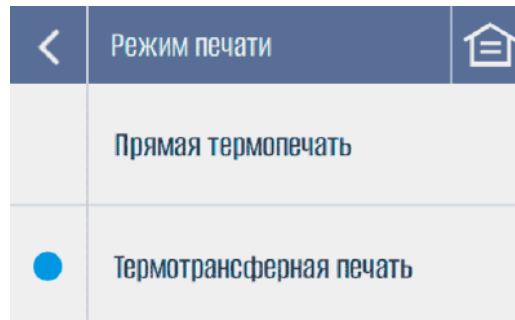 Режим печати
Прямая термопечать
Термотрансферная печать